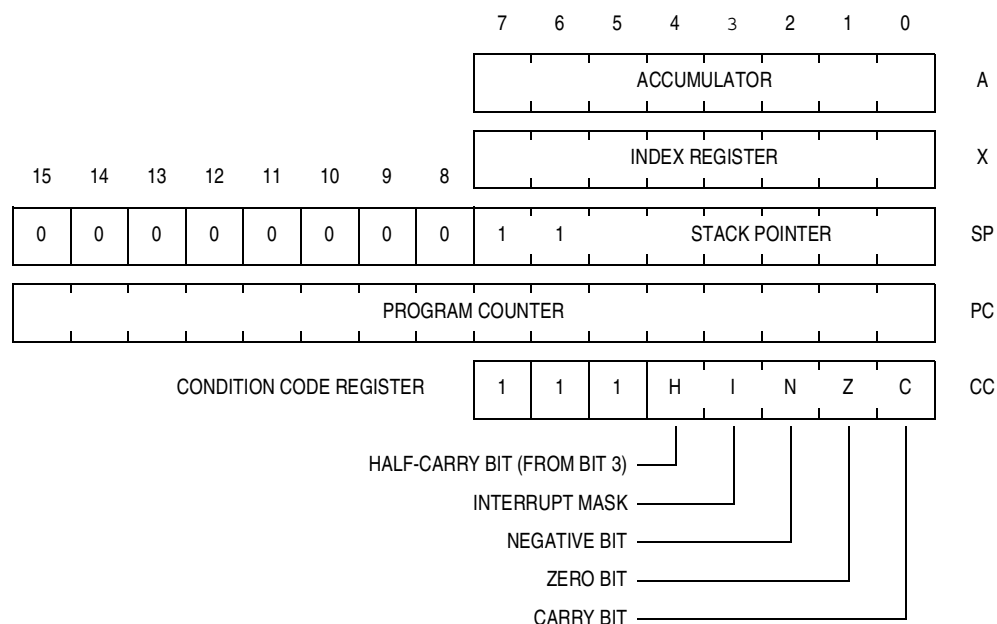 7 6 5 4 3 2 1 0
ACCUMULATOR A
INDEX REGISTER X
15 14 13 12 11 10 9 8
0 0 0 0 0 0 0 0 1 1 STACK POINTER SP
PROGRAM COUNTER PC
CONDITION CODE REGISTER 1 1 1 H I N Z C CC
HALF-CARRY BIT (FROM BIT 3)
INTERRUPT MASK
NEGATIVE BIT
ZERO BIT
CARRY BIT